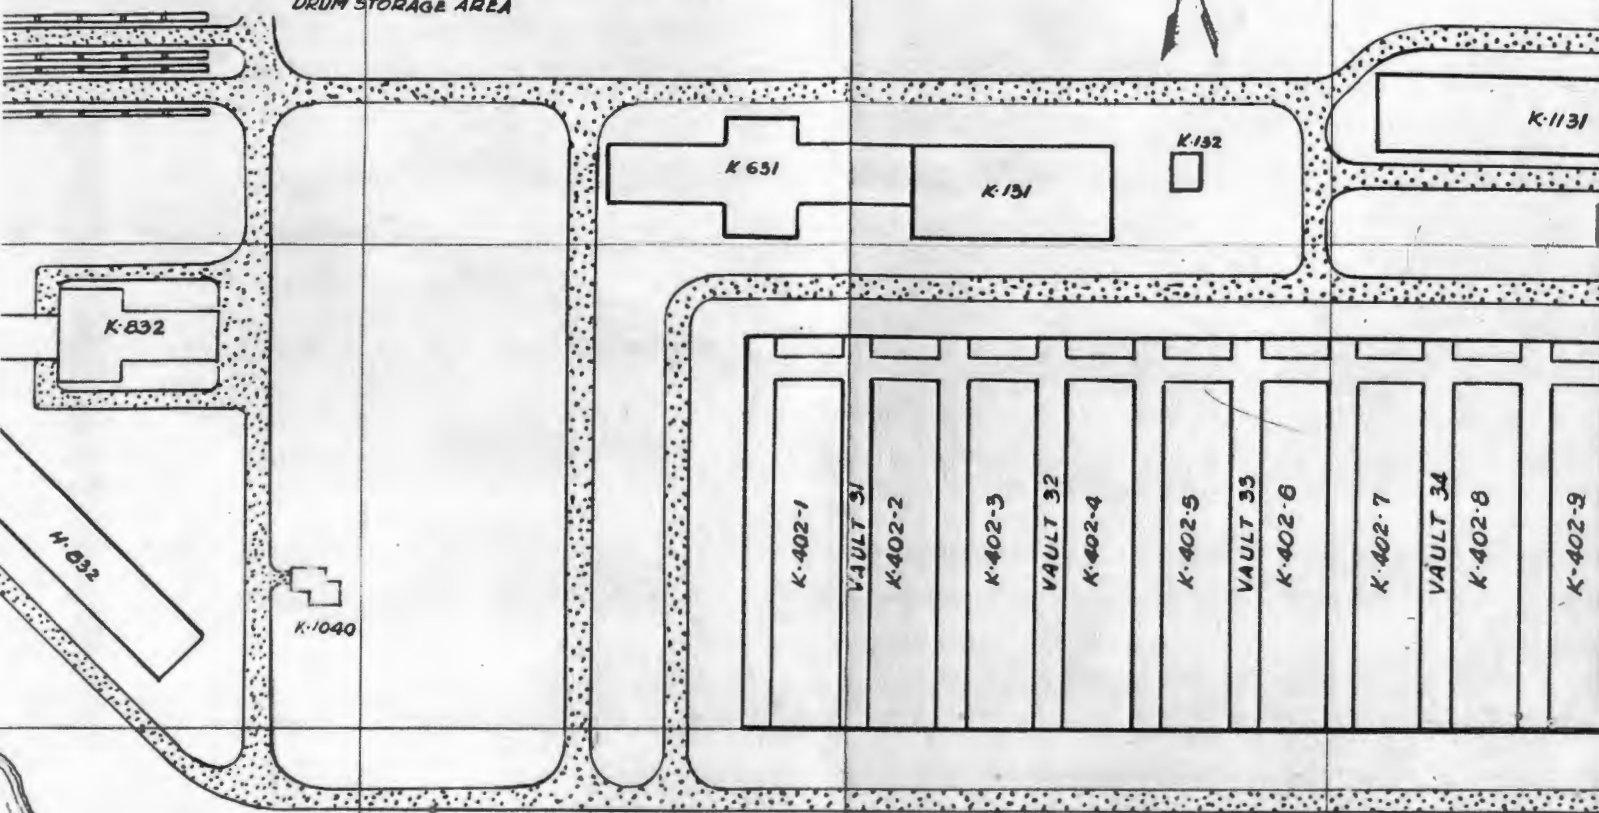 DRUM STORAGE AREA
K-1131
K-132
K 631
K-131
K-832
H-832
K-1040
K-402-1
VAULT 31
K-402-2
K-402-3
VAULT 32
K-402-4
K-402-5
VAULT 33
K-402-6
K-402-7
VAULT 34
K-402-8
K-402-9